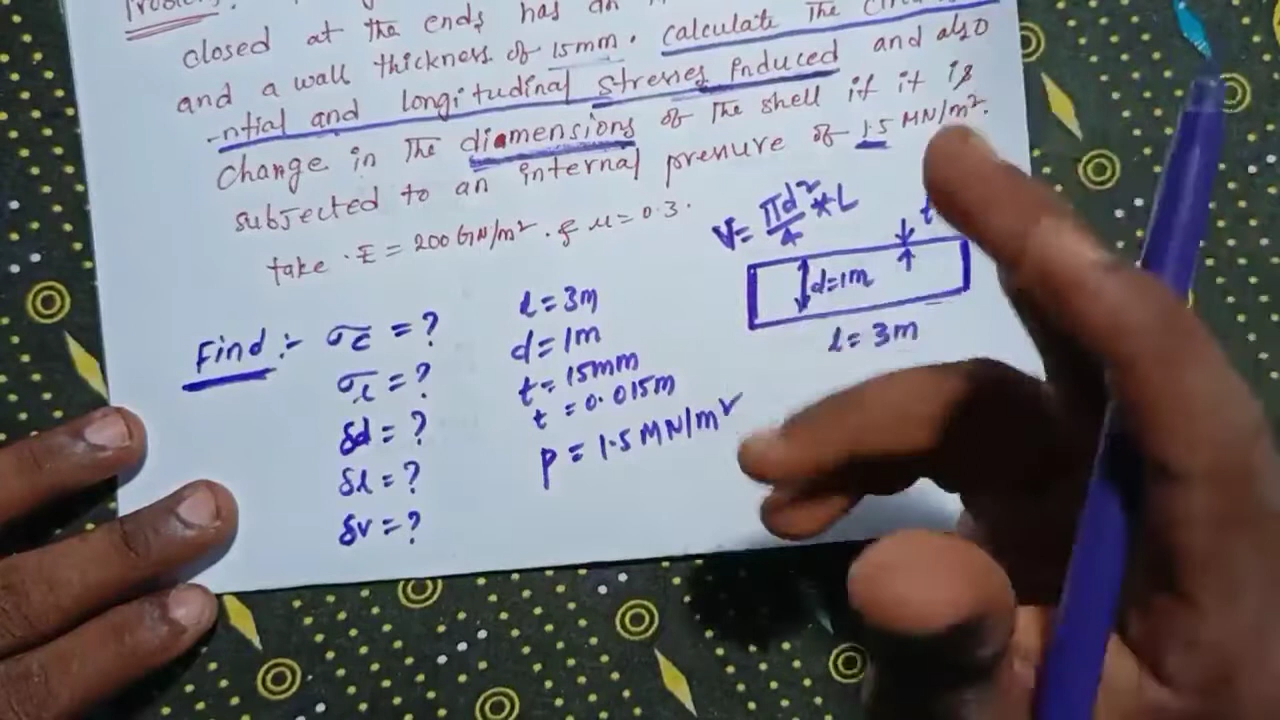 Problem:
closed at the ends has an
and a wall thickness of 15mm. calculate the
-ntial and longitudinal stresses induced and also
change in the diamensions of the shell if it is
subjected to an internal pressure of 1.5 MN/m².
take . E = 200 GN/m². & μ = 0.3.
V = πd²/4 * L
t
d=1m
l = 3m
Find :-
σc = ?
σl = ?
δd = ?
δl = ?
δv = ?
l = 3m
d = 1m
t = 15mm
t = 0.015m
P = 1.5 MN/m²